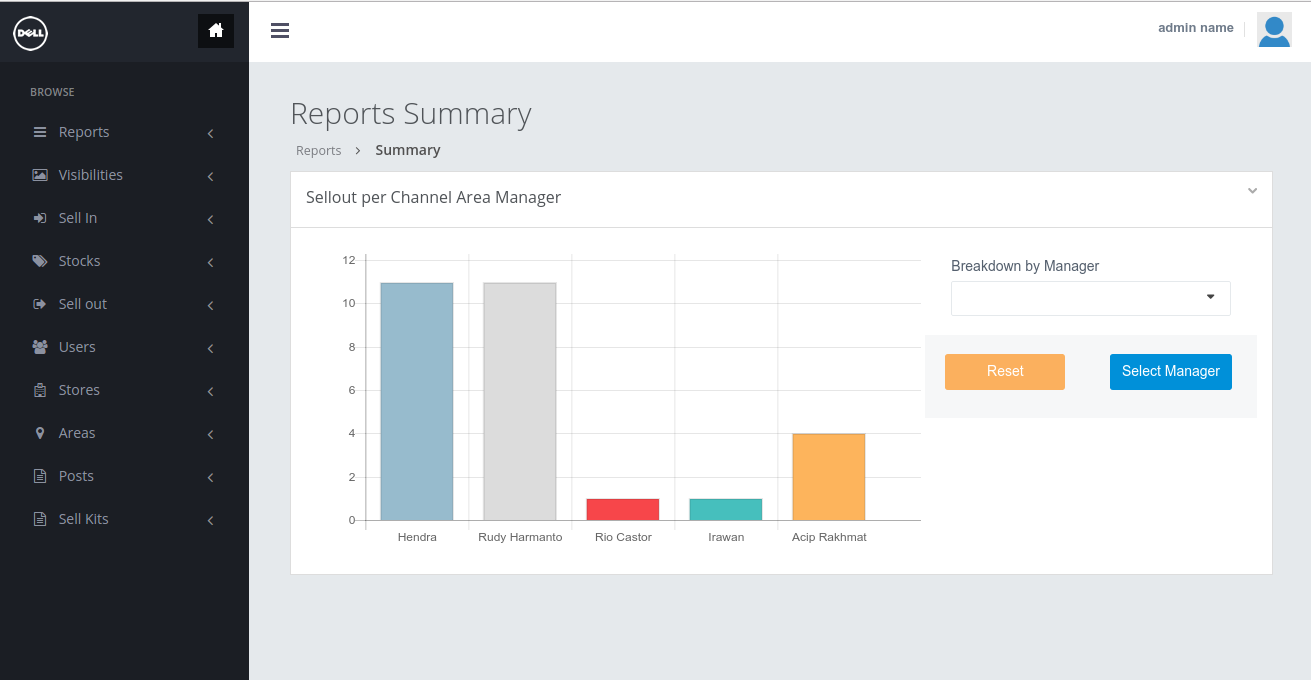 DELL
admin name
BROWSE
Reports
Visibilities
Sell In
Stocks
Sell out
Users
Stores
Areas
Posts
Sell Kits
Reports Summary
Reports > Summary
Sellout per Channel Area Manager
12
10
8
6
4
2
0
Hendra Rudy Harmanto Rio Castor Irawan Acip Rakhmat
Breakdown by Manager
Reset Select Manager